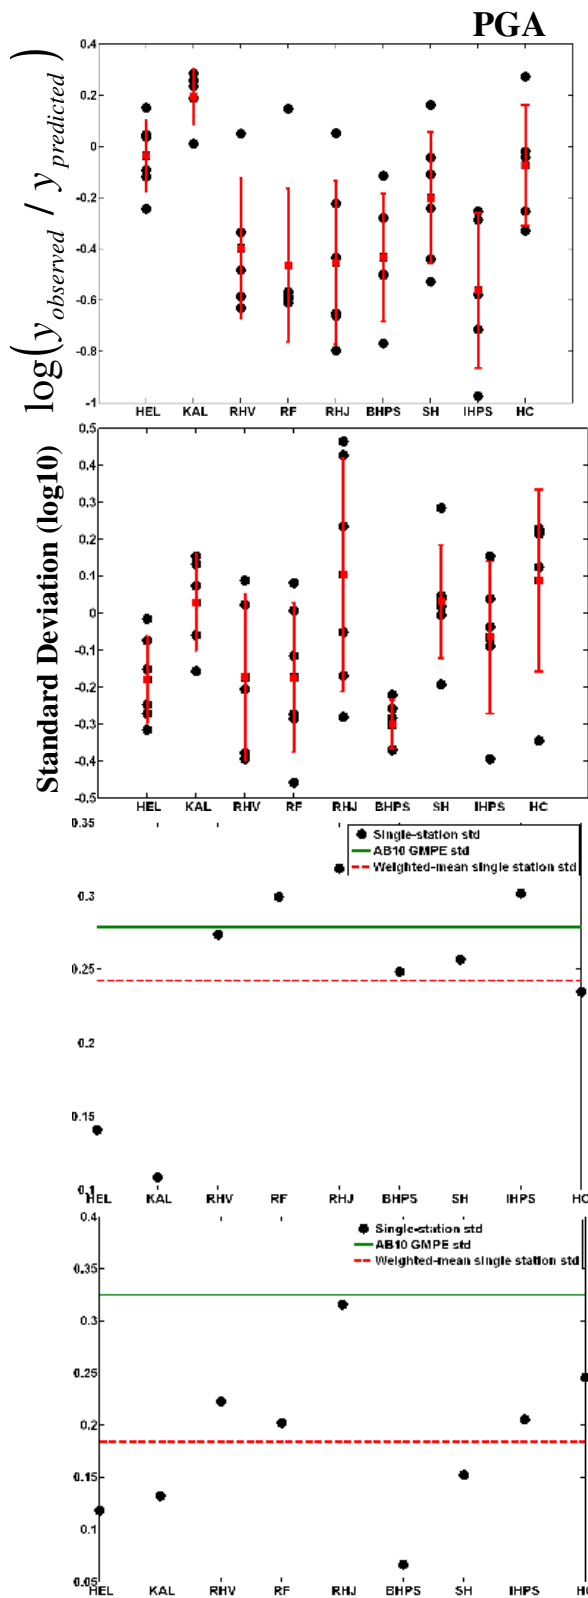 PGA
log(y observed / y predicted)
0.4
0.2
0
-0.2
-0.4
-0.6
-0.8
-1
HEL KAL RHV RF RHJ BHPS SH IHPS HC
Standard Deviation (log10)
0.5
0.4
0.3
0.2
0.1
0
-0.1
-0.2
-0.3
-0.4
-0.5
HEL KAL RHV RF RHJ BHPS SH IHPS HC
0.35
0.3
0.25
0.2
0.15
0.1
Single-station std
AB10 GMPE std
Weighted-mean single station std
HEL KAL RHV RF RHJ BHPS SH IHPS HC
0.4
0.35
0.3
0.25
0.2
0.15
0.1
0.05
Single-station std
AB10 GMPE std
Weighted-mean single station std
HEL KAL RHV RF RHJ BHPS SH IHPS HC